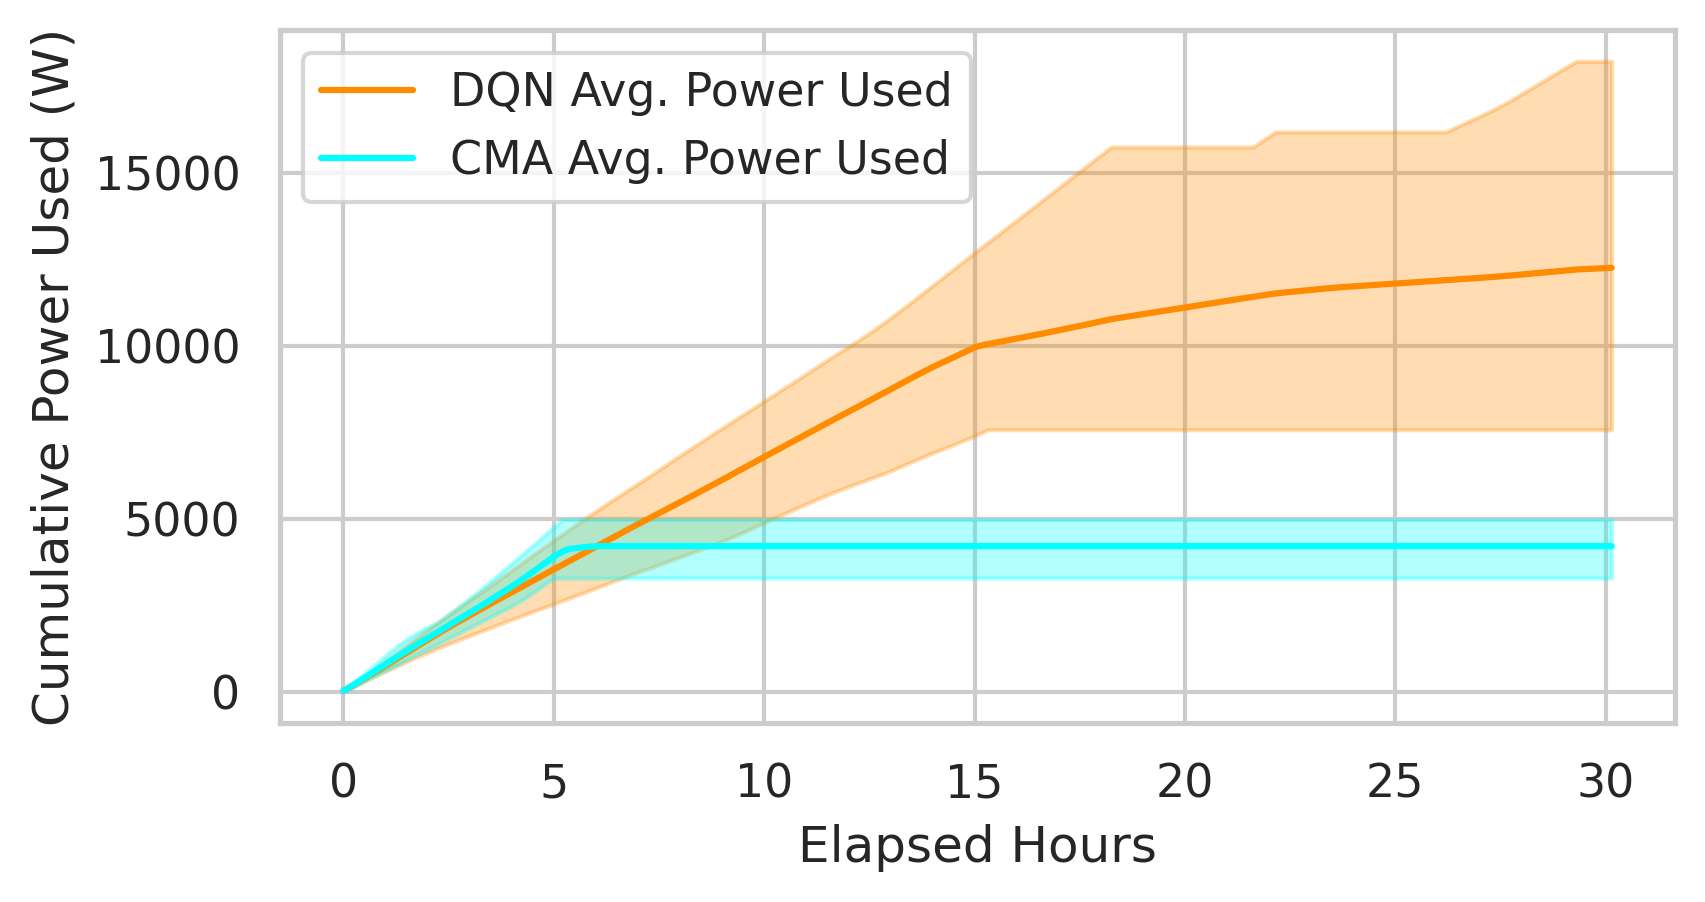 DQN Avg. Power Used
CMA Avg. Power Used
Cumulative Power Used (W)
15000
10000
5000
0
0 5 10 15 20 25 30
Elapsed Hours